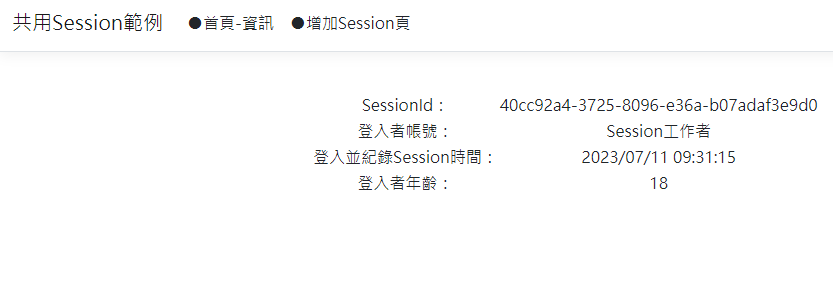 共用Session範例 ●首頁-資訊 ●增加Session頁
SessionId： 40cc92a4-3725-8096-e36a-b07adaf3e9d0
登入者帳號： Session工作者
登入並紀錄Session時間： 2023/07/11 09:31:15
登入者年齡： 18